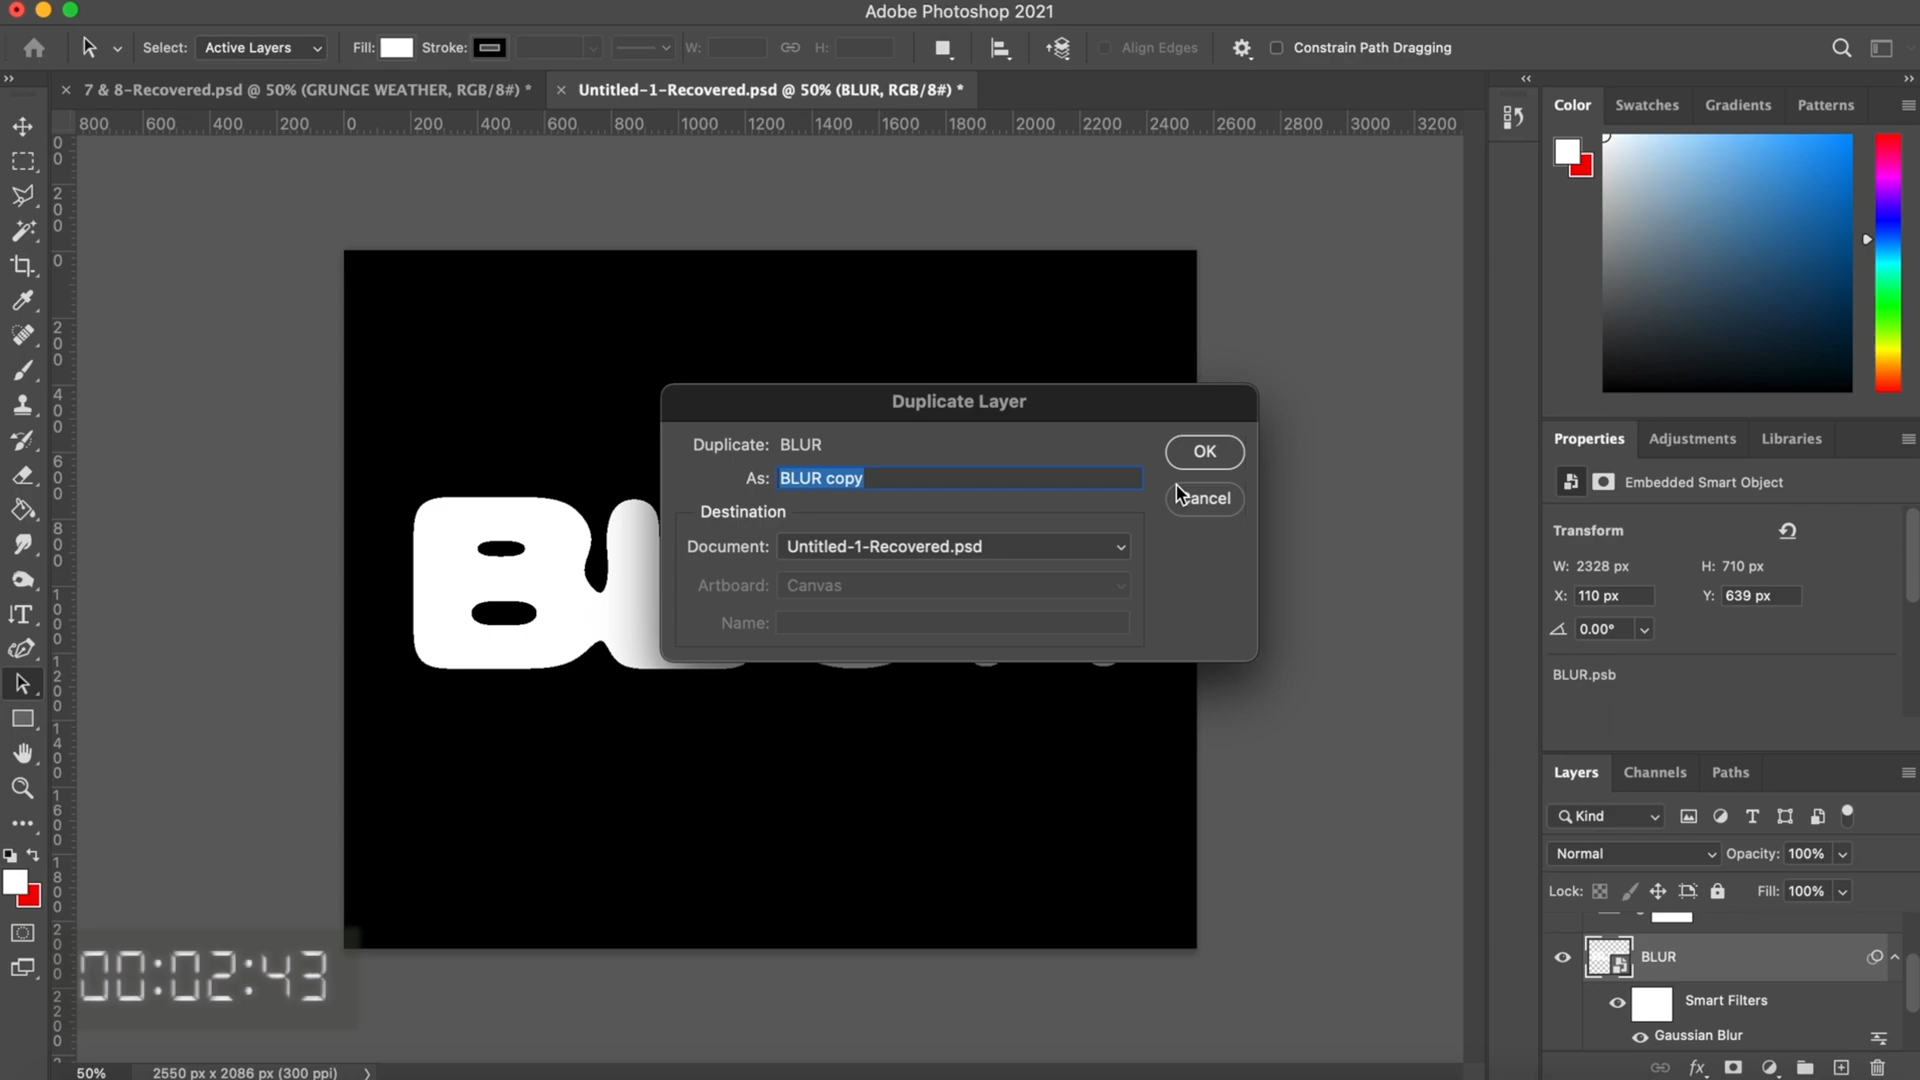 Adobe Photoshop 2021
Select: Active Layers Fill: Stroke: W: H: Align Edges Constrain Path Dragging
7 & 8-Recovered.psd @ 50% (GRUNGE WEATHER, RGB/8#) *
Untitled-1-Recovered.psd @ 50% (BLUR, RGB/8#) *
800 600 400 200 0 200 400 600 800 1000 1200 1400 1600 1800 2000 2200 2400 2600 2800 3000 3200
Color Swatches Gradients Patterns
Duplicate Layer
Duplicate: BLUR
As: BLUR copy
OK
Cancel
Destination
Document: Untitled-1-Recovered.psd
Artboard: Canvas
Name:
Properties Adjustments Libraries
Embedded Smart Object
Transform
W: 2328 px H: 710 px
X: 110 px Y: 639 px
0.00°
BLUR.psb
Layers Channels Paths
Kind
Normal Opacity: 100%
Lock: Fill: 100%
BLUR
Smart Filters
Gaussian Blur
00:02:43
50% 2550 px x 2086 px (300 ppi)